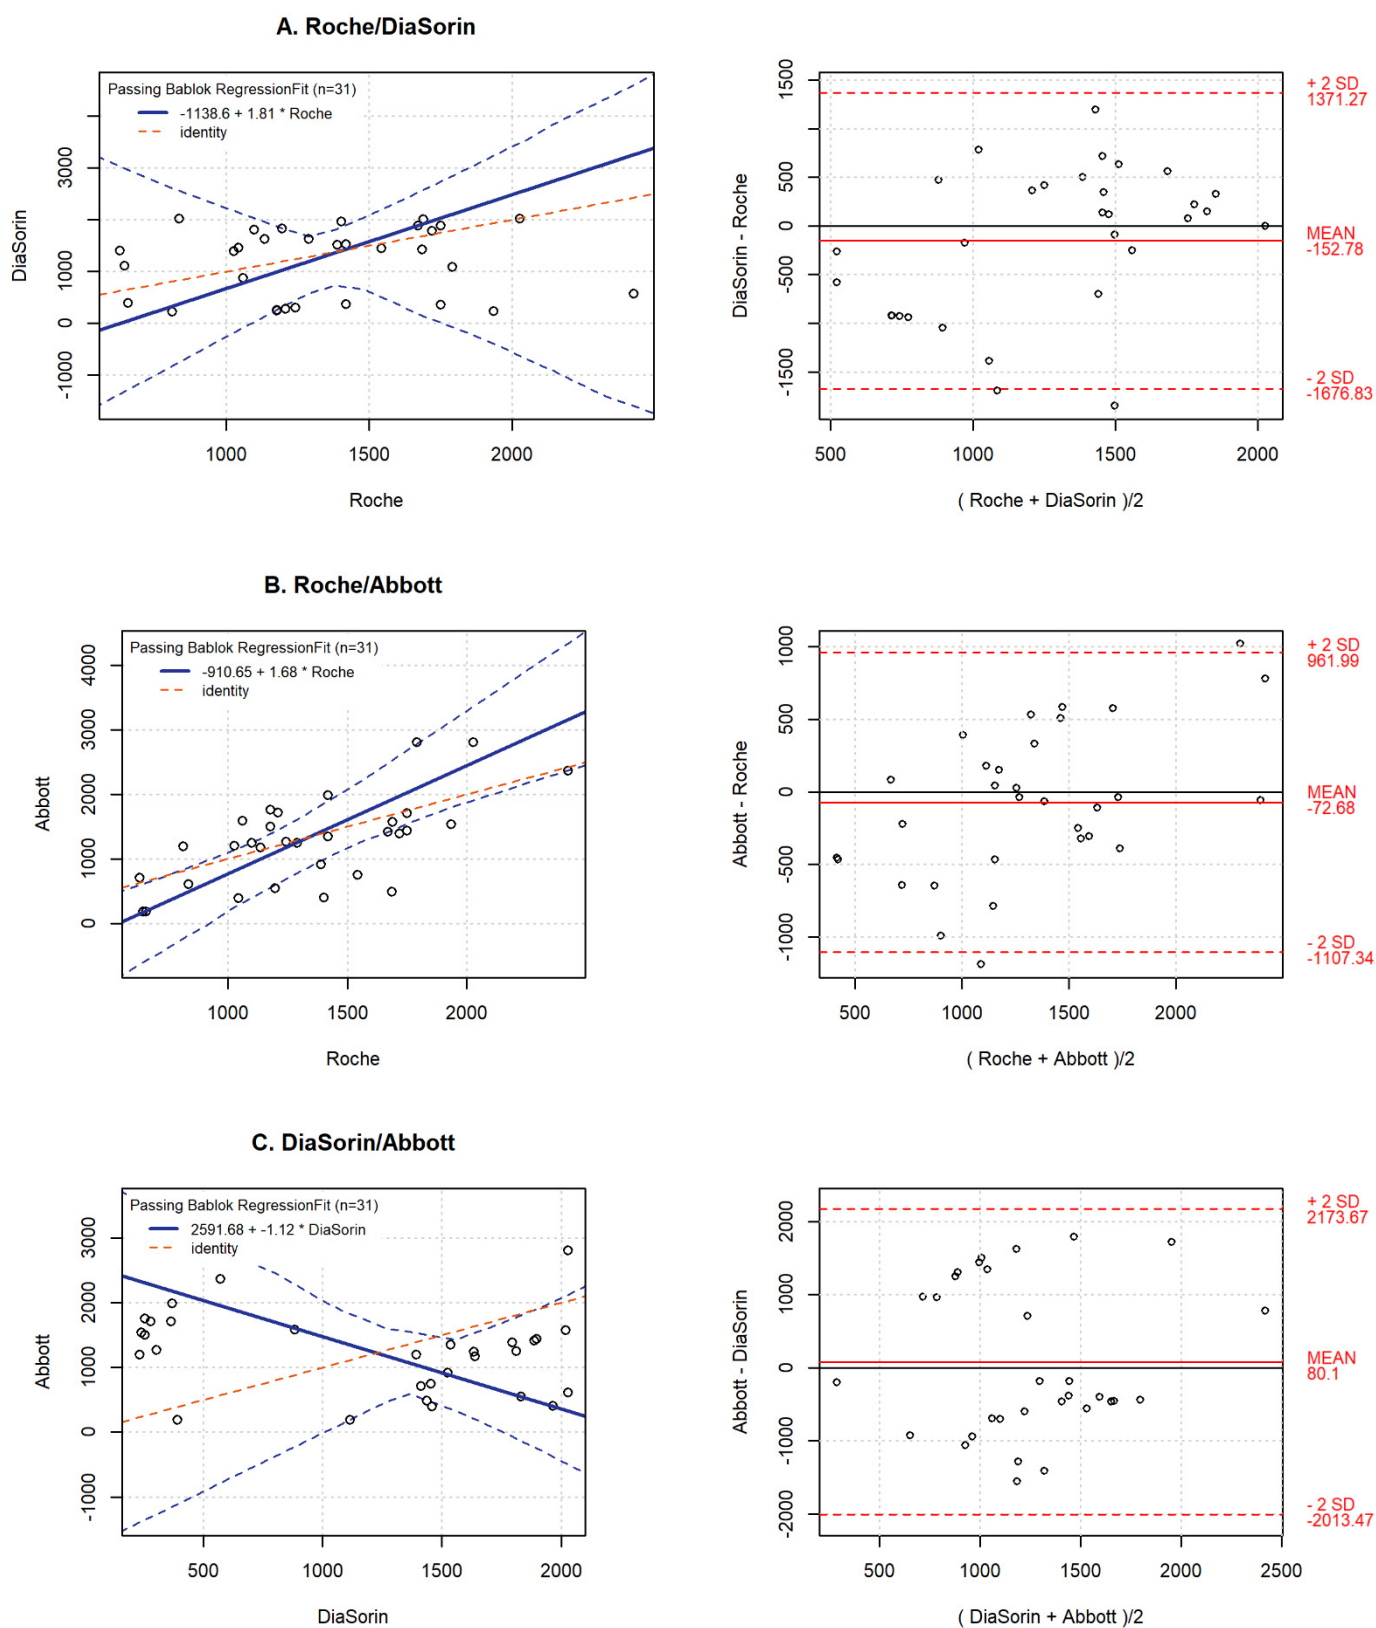 A. Roche/DiaSorin
Passing Bablok RegressionFit (n=31)
-1138.6 + 1.81 * Roche
identity
DiaSorin
3000
1000
0
-1000
1000
1500
2000
Roche
1500
500
0
-500
-1500
DiaSorin - Roche
+ 2 SD
1371.27
MEAN
-152.78
- 2 SD
-1676.83
500
1000
1500
2000
( Roche + DiaSorin )/2
B. Roche/Abbott
Passing Bablok RegressionFit (n=31)
-910.65 + 1.68 * Roche
identity
Abbott
4000
3000
2000
1000
0
1000
1500
2000
Roche
1000
500
0
-500
-1000
Abbott - Roche
+ 2 SD
961.99
MEAN
-72.68
- 2 SD
-1107.34
500
1000
1500
2000
( Roche + Abbott )/2
C. DiaSorin/Abbott
Passing Bablok RegressionFit (n=31)
2591.68 + -1.12 * DiaSorin
identity
Abbott
3000
2000
1000
0
-1000
500
1000
1500
2000
DiaSorin
2000
1000
0
-1000
-2000
Abbott - DiaSorin
+ 2 SD
2173.67
MEAN
80.1
- 2 SD
-2013.47
500
1000
1500
2000
2500
( DiaSorin + Abbott )/2